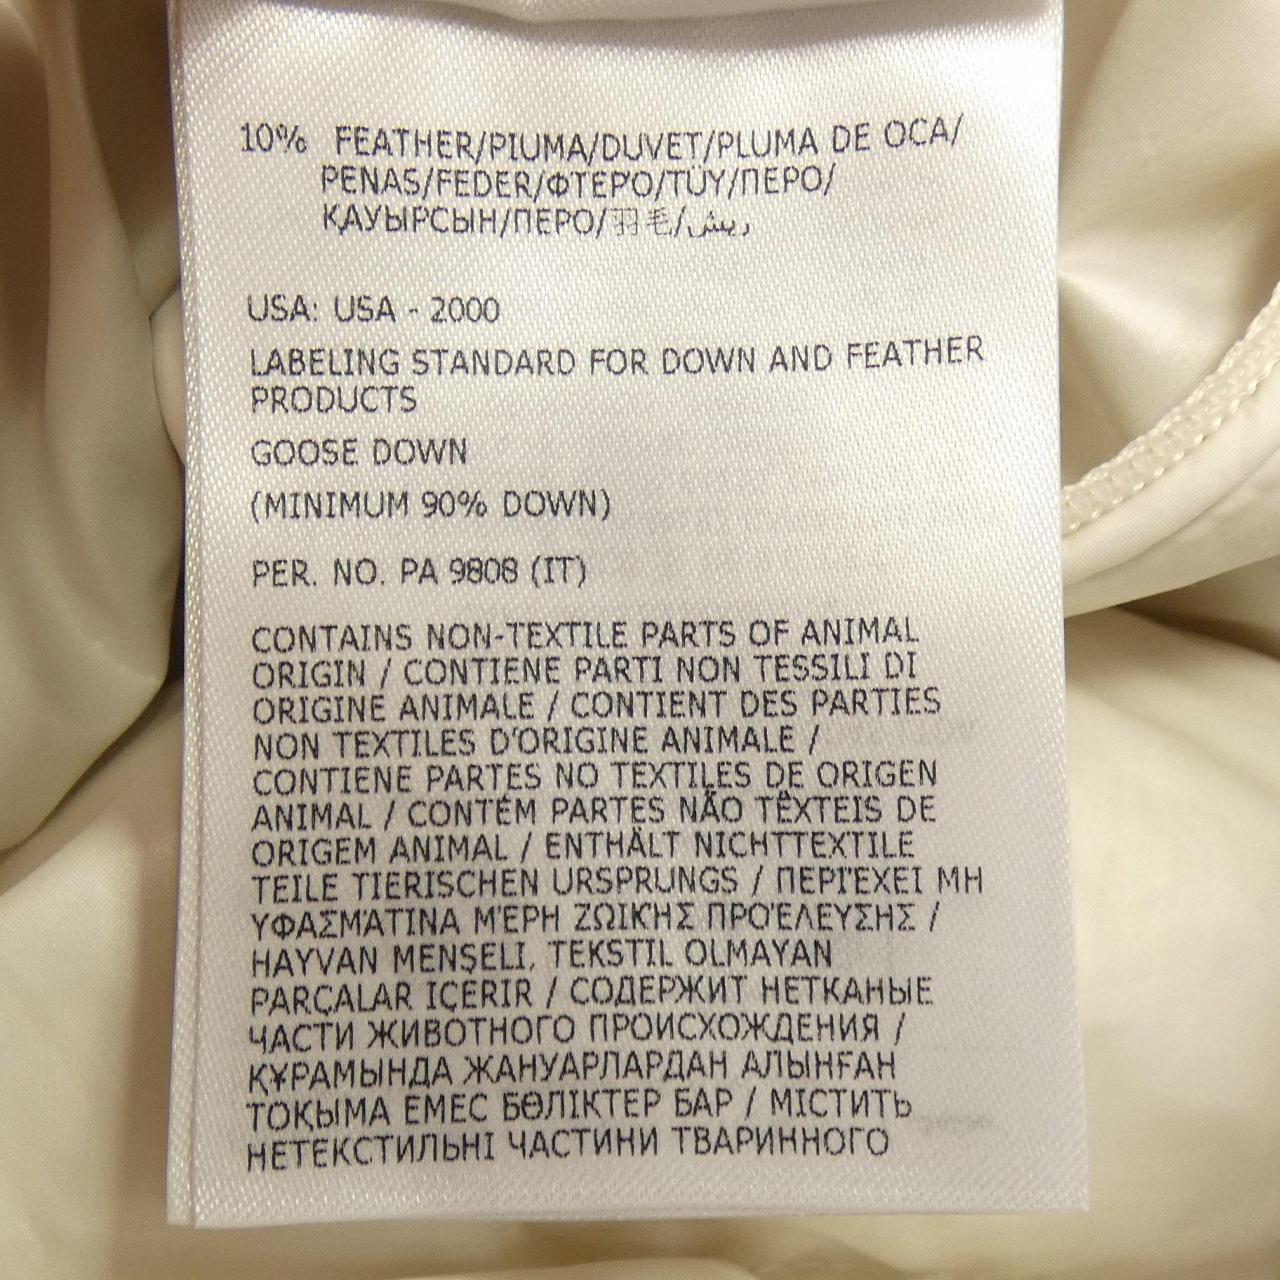 10% FEATHER/PIUMA/DUVET/PLUMA DE OCA/
PENAS/FEDER/ΦΤΕΡΌ/TÜY/ПЕРО/
ҚАУЫРСЫН/ПЕРО/羽毛/ريش
USA: USA - 2000
LABELING STANDARD FOR DOWN AND FEATHER
PRODUCTS
GOOSE DOWN
(MINIMUM 90% DOWN)
PER. NO. PA 9808 (IT)
CONTAINS NON-TEXTILE PARTS OF ANIMAL
ORIGIN / CONTIENE PARTI NON TESSILI DI
ORIGINE ANIMALE / CONTIENT DES PARTIES
NON TEXTILES D'ORIGINE ANIMALE /
CONTIENE PARTES NO TEXTILES DE ORIGEN
ANIMAL / CONTÉM PARTES NÃO TÊXTEIS DE
ORIGEM ANIMAL / ENTHÄLT NICHTTEXTILE
TEILE TIERISCHEN URSPRUNGS / ΠΕΡΙΈΧΕΙ ΜΗ
ΥΦΑΣΜΆΤΙΝΑ ΜΈΡΗ ΖΩΙΚΉΣ ΠΡΟΈΛΕΥΣΗΣ /
HAYVAN MENŞELI, TEKSTIL OLMAYAN
PARÇALAR IÇERIR / СОДЕРЖИТ НЕТКАНЫЕ
ЧАСТИ ЖИВОТНОГО ПРОИСХОЖДЕНИЯ /
ҚҰРАМЫНДА ЖАНУАРЛАРДАН АЛЫНҒАН
ТОҚЫМА ЕМЕС БӨЛІКТЕР БАР / МІСТИТЬ
НЕТЕКСТИЛЬНІ ЧАСТИНИ ТВАРИННОГО